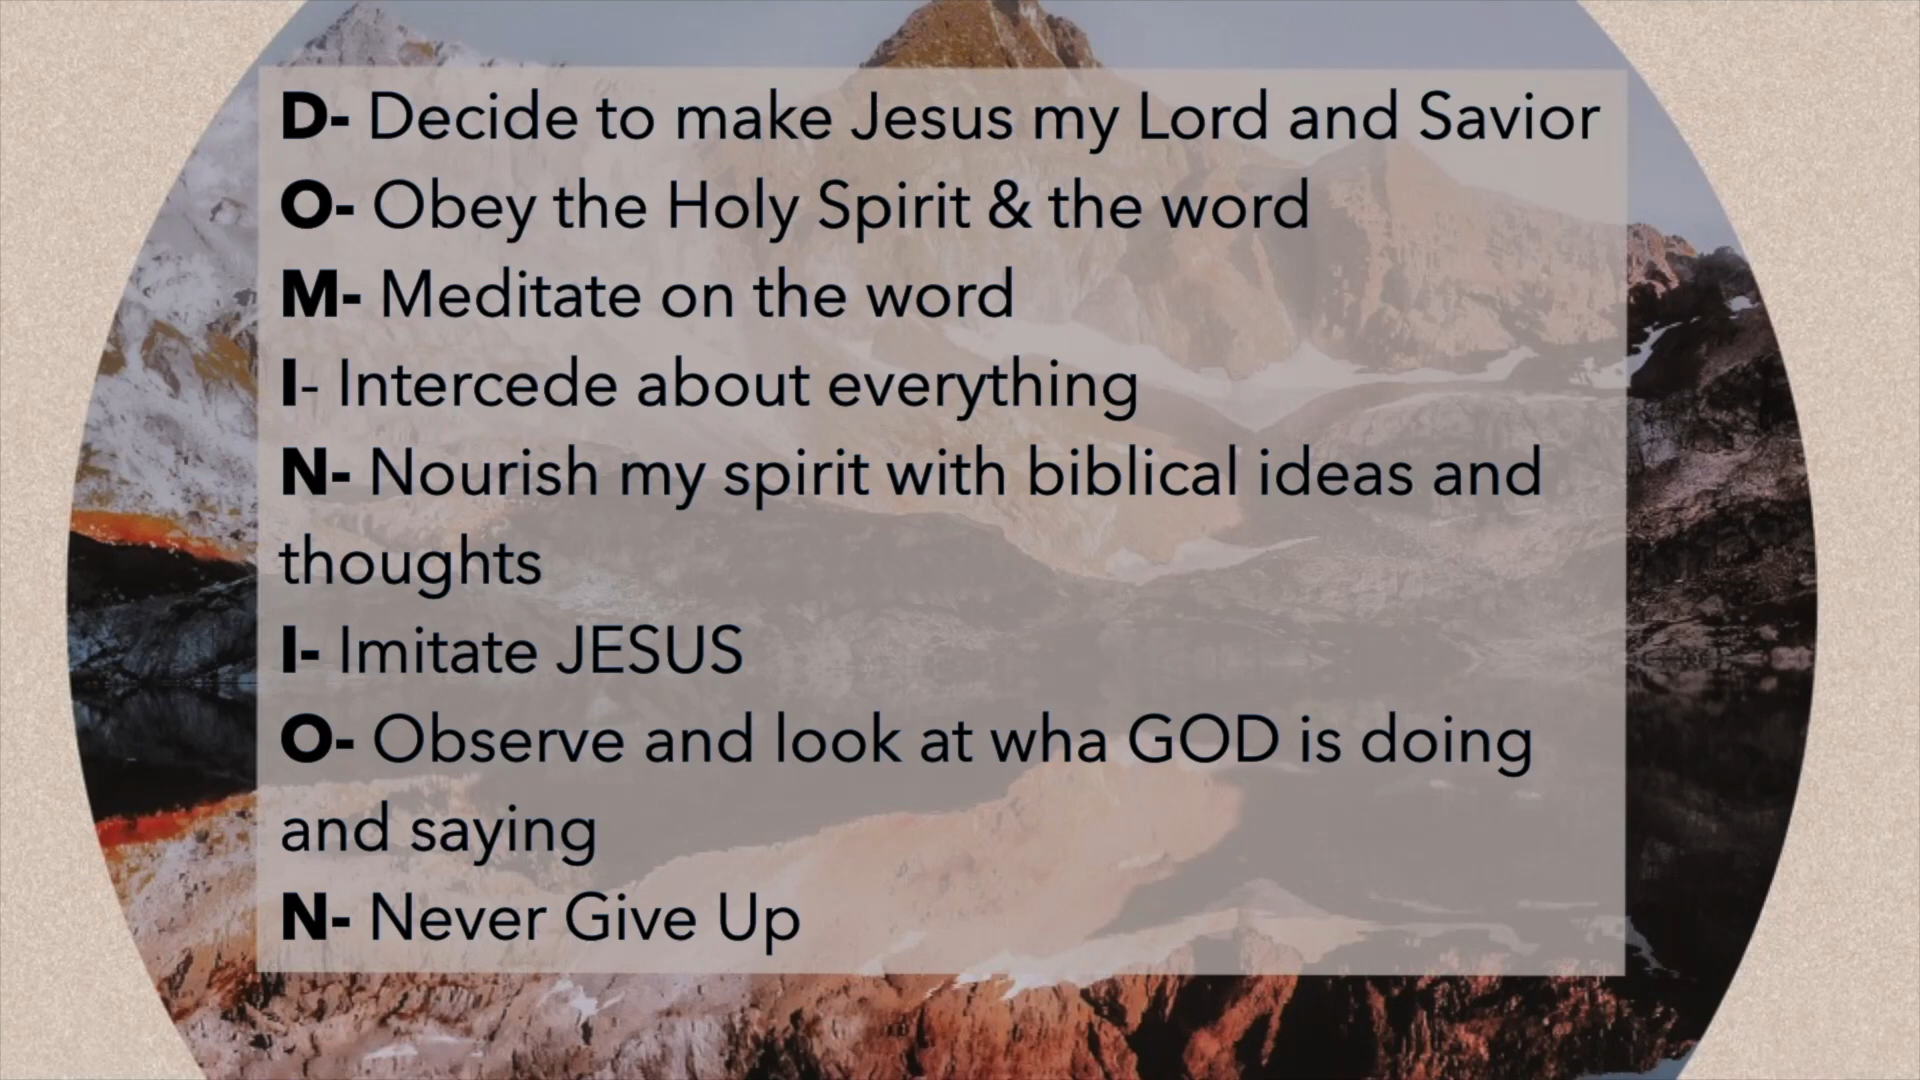 D- Decide to make Jesus my Lord and Savior
O- Obey the Holy Spirit & the word
M- Meditate on the word
I- Intercede about everything
N- Nourish my spirit with biblical ideas and
thoughts
I- Imitate JESUS
O- Observe and look at wha GOD is doing
and saying
N- Never Give Up